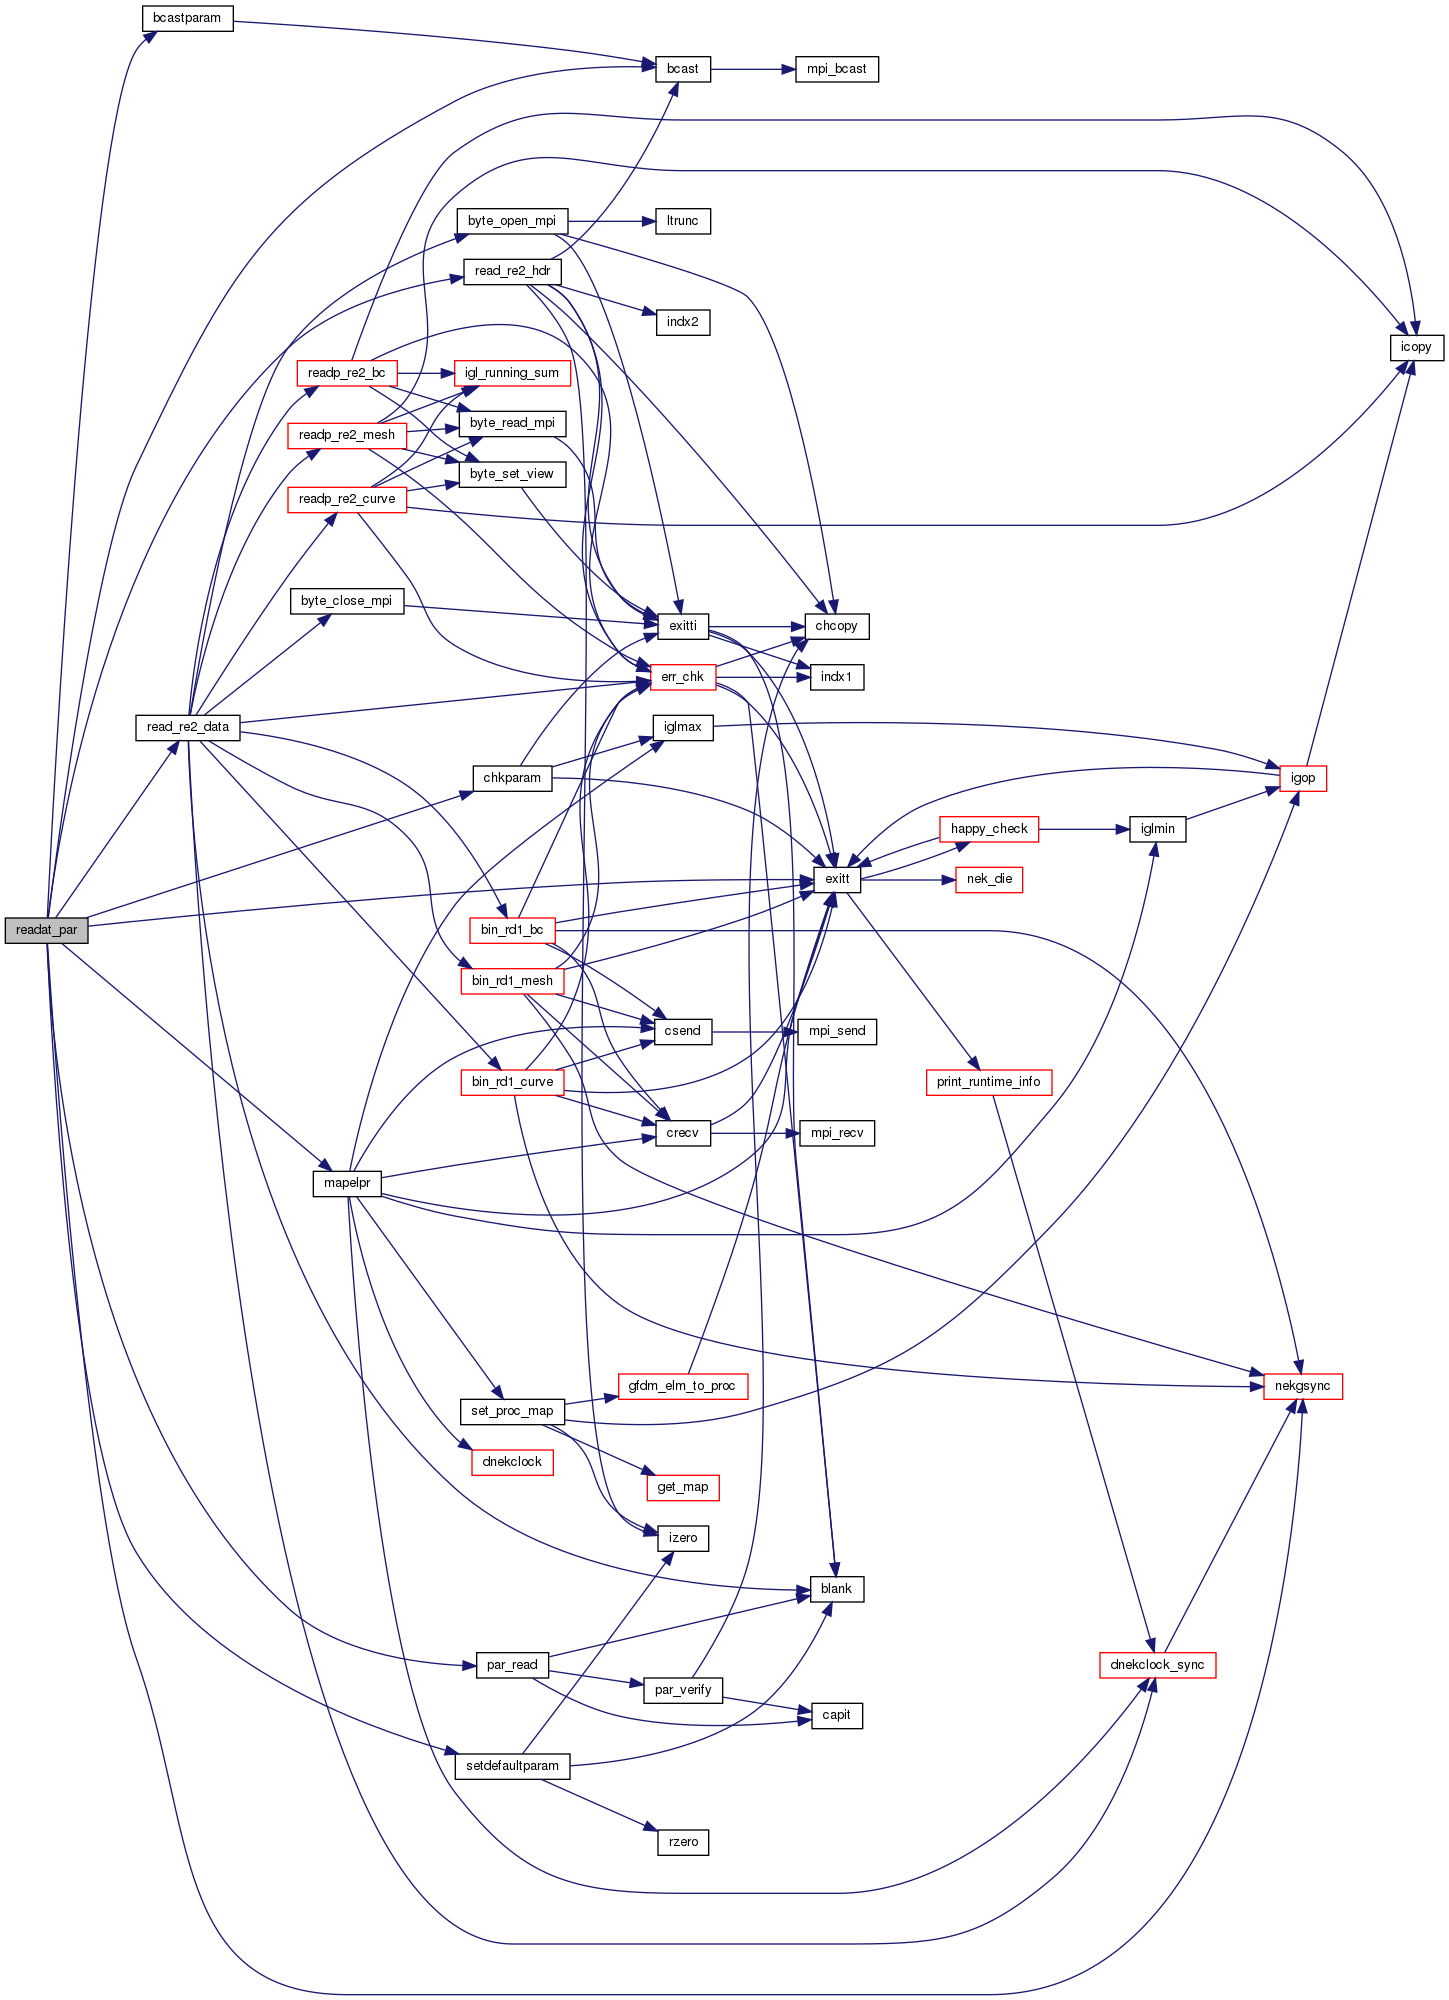 bcastparam
bcast
mpi_bcast
byte_open_mpi
ltrunc
read_re2_hdr
indx2
icopy
readp_re2_bc
igl_running_sum
byte_read_mpi
readp_re2_mesh
byte_set_view
readp_re2_curve
byte_close_mpi
exitti
chcopy
err_chk
indx1
read_re2_data
iglmax
chkparam
igop
happy_check
iglmin
exitt
nek_die
readat_par
bin_rd1_bc
bin_rd1_mesh
csend
mpi_send
bin_rd1_curve
print_runtime_info
crecv
mpi_recv
mapelpr
gfdm_elm_to_proc
nekgsync
set_proc_map
dnekclock
get_map
izero
blank
par_read
dnekclock_sync
par_verify
capit
setdefaultparam
rzero